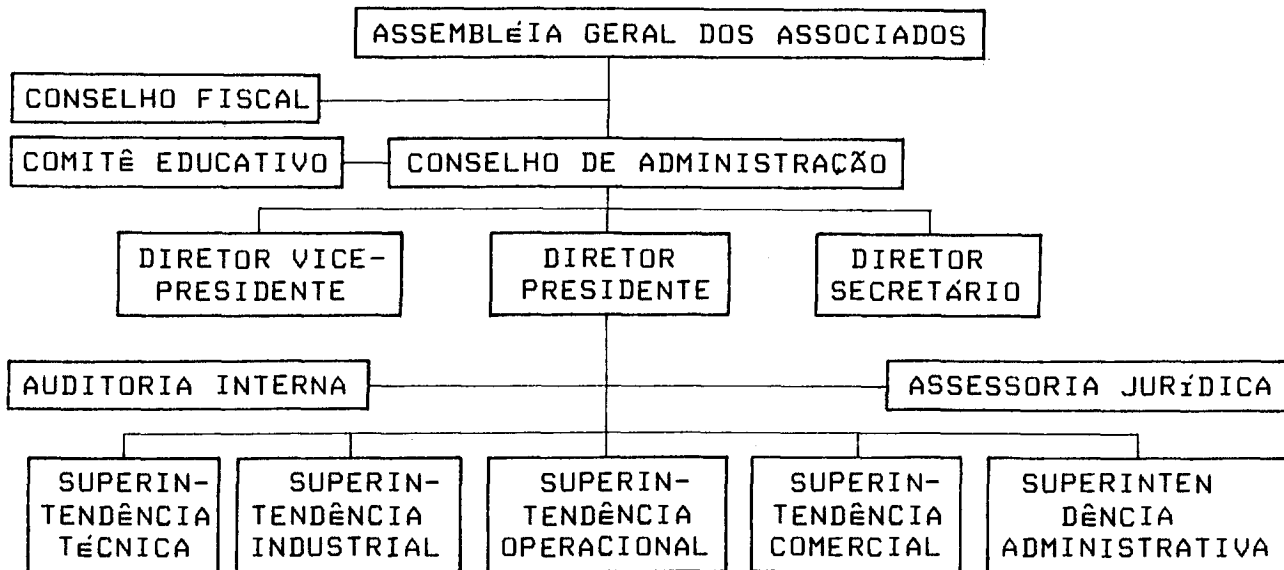 ASSEMBLÉIA GERAL DOS ASSOCIADOS
CONSELHO FISCAL
COMITÊ EDUCATIVO
CONSELHO DE ADMINISTRAÇÃO
DIRETOR VICE-
PRESIDENTE
DIRETOR
PRESIDENTE
DIRETOR
SECRETÁRIO
AUDITORIA INTERNA
ASSESSORIA JURÍDICA
SUPERIN-
TENDÊNCIA
TÉCNICA
SUPERIN-
TENDÊNCIA
INDUSTRIAL
SUPERIN-
TENDÊNCIA
OPERACIONAL
SUPERIN-
TENDÊNCIA
COMERCIAL
SUPERINTEN
DÊNCIA
ADMINISTRATIVA